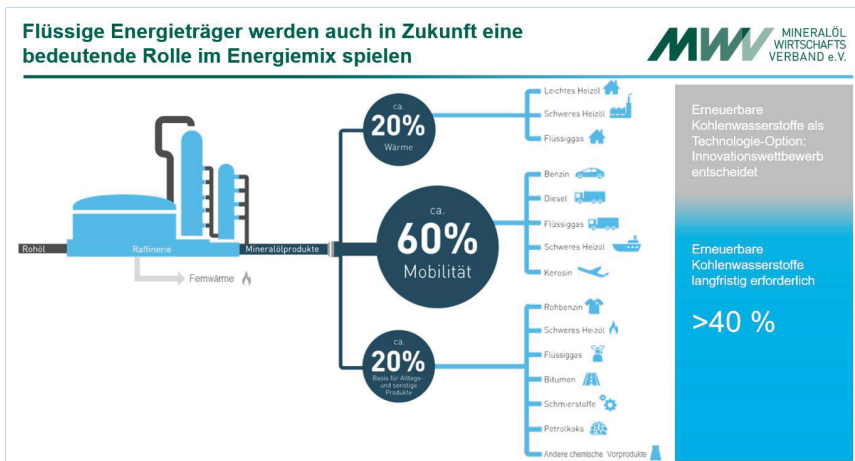 Flüssige Energieträger werden auch in Zukunft eine
bedeutende Rolle im Energiemix spielen
MWV
MINERALÖL
WIRTSCHAFTS
VERBAND e.V.
Rohöl
Raffinerie
Mineralölprodukte
Fernwärme
ca.
20%
Wärme
Leichtes Heizöl
Schweres Heizöl
Flüssiggas
ca.
60%
Mobilität
Benzin
Diesel
Flüssiggas
Schweres Heizöl
Kerosin
ca.
20%
Basis für Alltags-
und sonstige
Produkte
Rohbenzin
Schweres Heizöl
Flüssiggas
Bitumen
Schmierstoffe
Petrolkoks
Andere chemische Vorprodukte
Erneuerbare
Kohlenwasserstoffe als
Technologie-Option:
Innovationswettbewerb
entscheidet
Erneuerbare
Kohlenwasserstoffe
langfristig erforderlich
>40 %